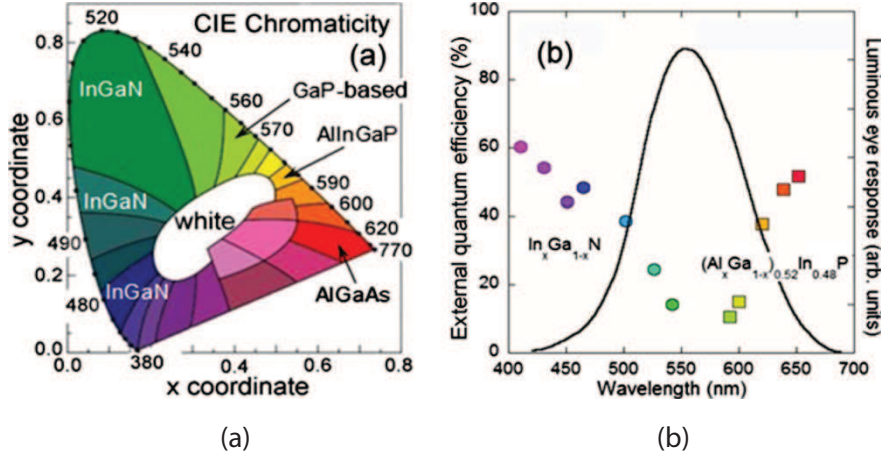 CIE Chromaticity
(a)
520
540
560
570
590
600
620
770
490
480
380
InGaN
InGaN
InGaN
GaP-based
AlInGaP
AlGaAs
white
y coordinate
0.8
0.6
0.4
0.2
0.0
0.0
0.4
0.6
0.8
x coordinate
(b)
External quantum efficiency (%)
100
80
60
40
20
0
InxGa1-xN
(AlxGa1-x)0.52In0.48P
Luminous eye response (arb. units)
400
450
500
550
600
650
700
Wavelength (nm)
(a)
(b)